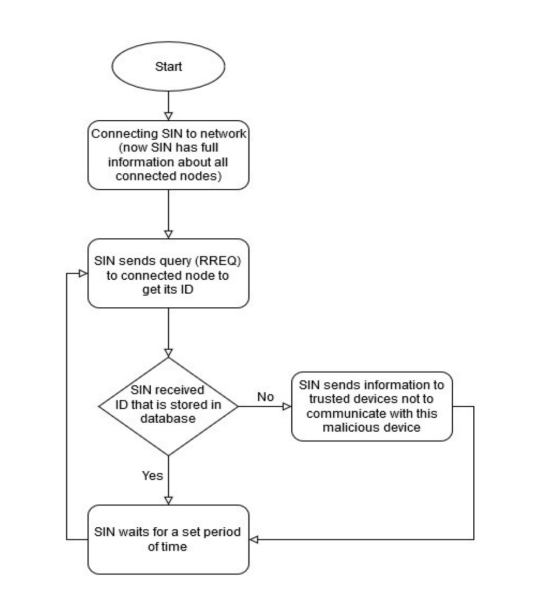 Start
Connecting SIN to network
(now SIN has full
information about all
connected nodes)
SIN sends query (RREQ)
to connected node to
get its ID
SIN received
ID that is stored in
database
No
SIN sends information to
trusted devices not to
communicate with this
malicious device
Yes
SIN waits for a set period
of time